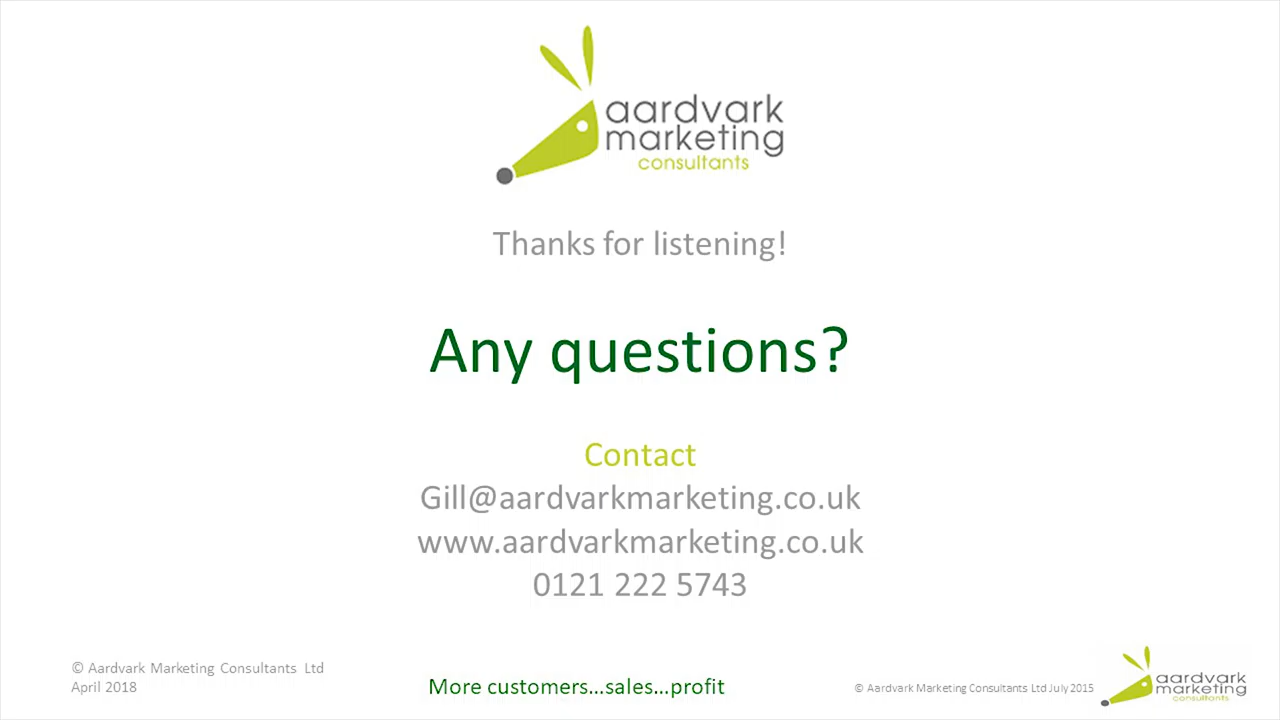 aardvark
marketing
consultants
Thanks for listening!
Any questions?
Contact
Gill@aardvarkmarketing.co.uk
www.aardvarkmarketing.co.uk
0121 222 5743
© Aardvark Marketing Consultants Ltd
April 2018
More customers...sales...profit
© Aardvark Marketing Consultants Ltd July 2015
aardvark
marketing
consultants